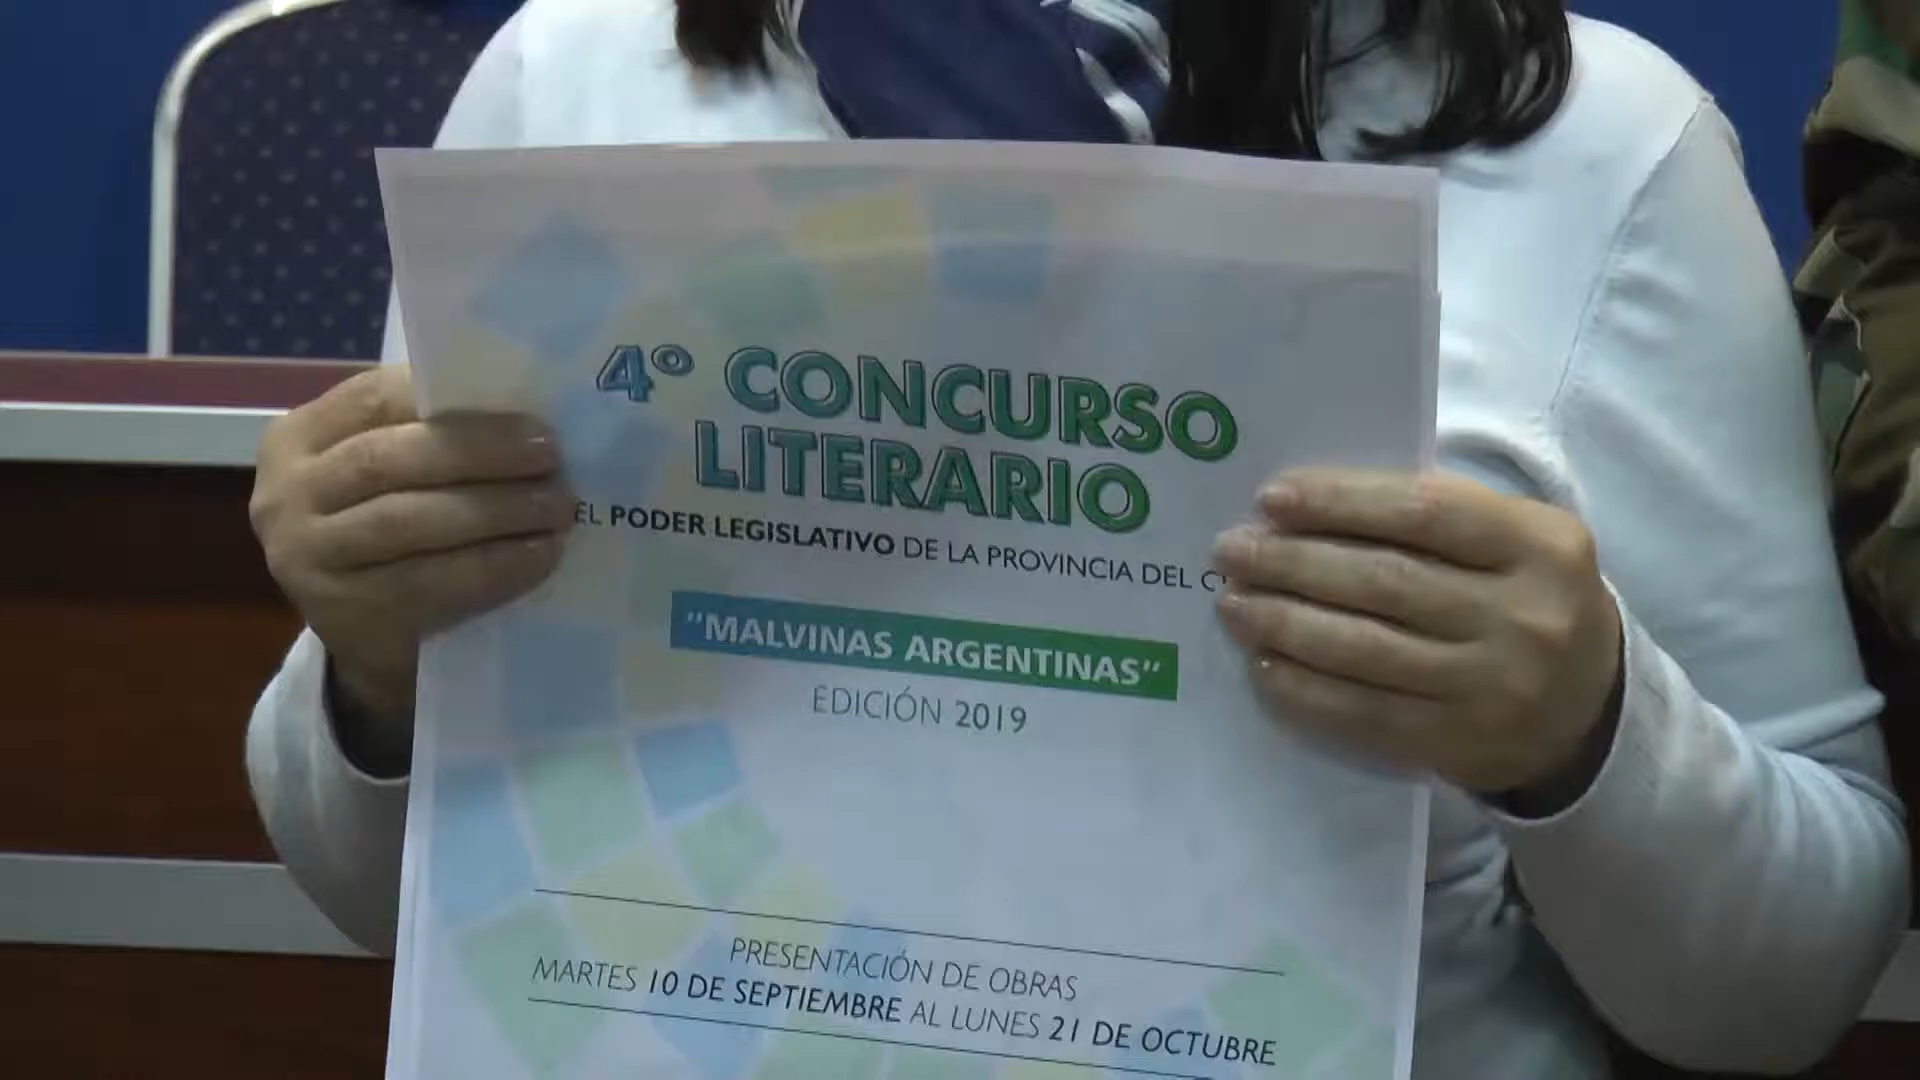 4º CONCURSO
LITERARIO
EL PODER LEGISLATIVO DE LA PROVINCIA DEL
"MALVINAS ARGENTINAS"
EDICIÓN 2019
PRESENTACIÓN DE OBRAS
MARTES 10 DE SEPTIEMBRE AL LUNES 21 DE OCTUBRE